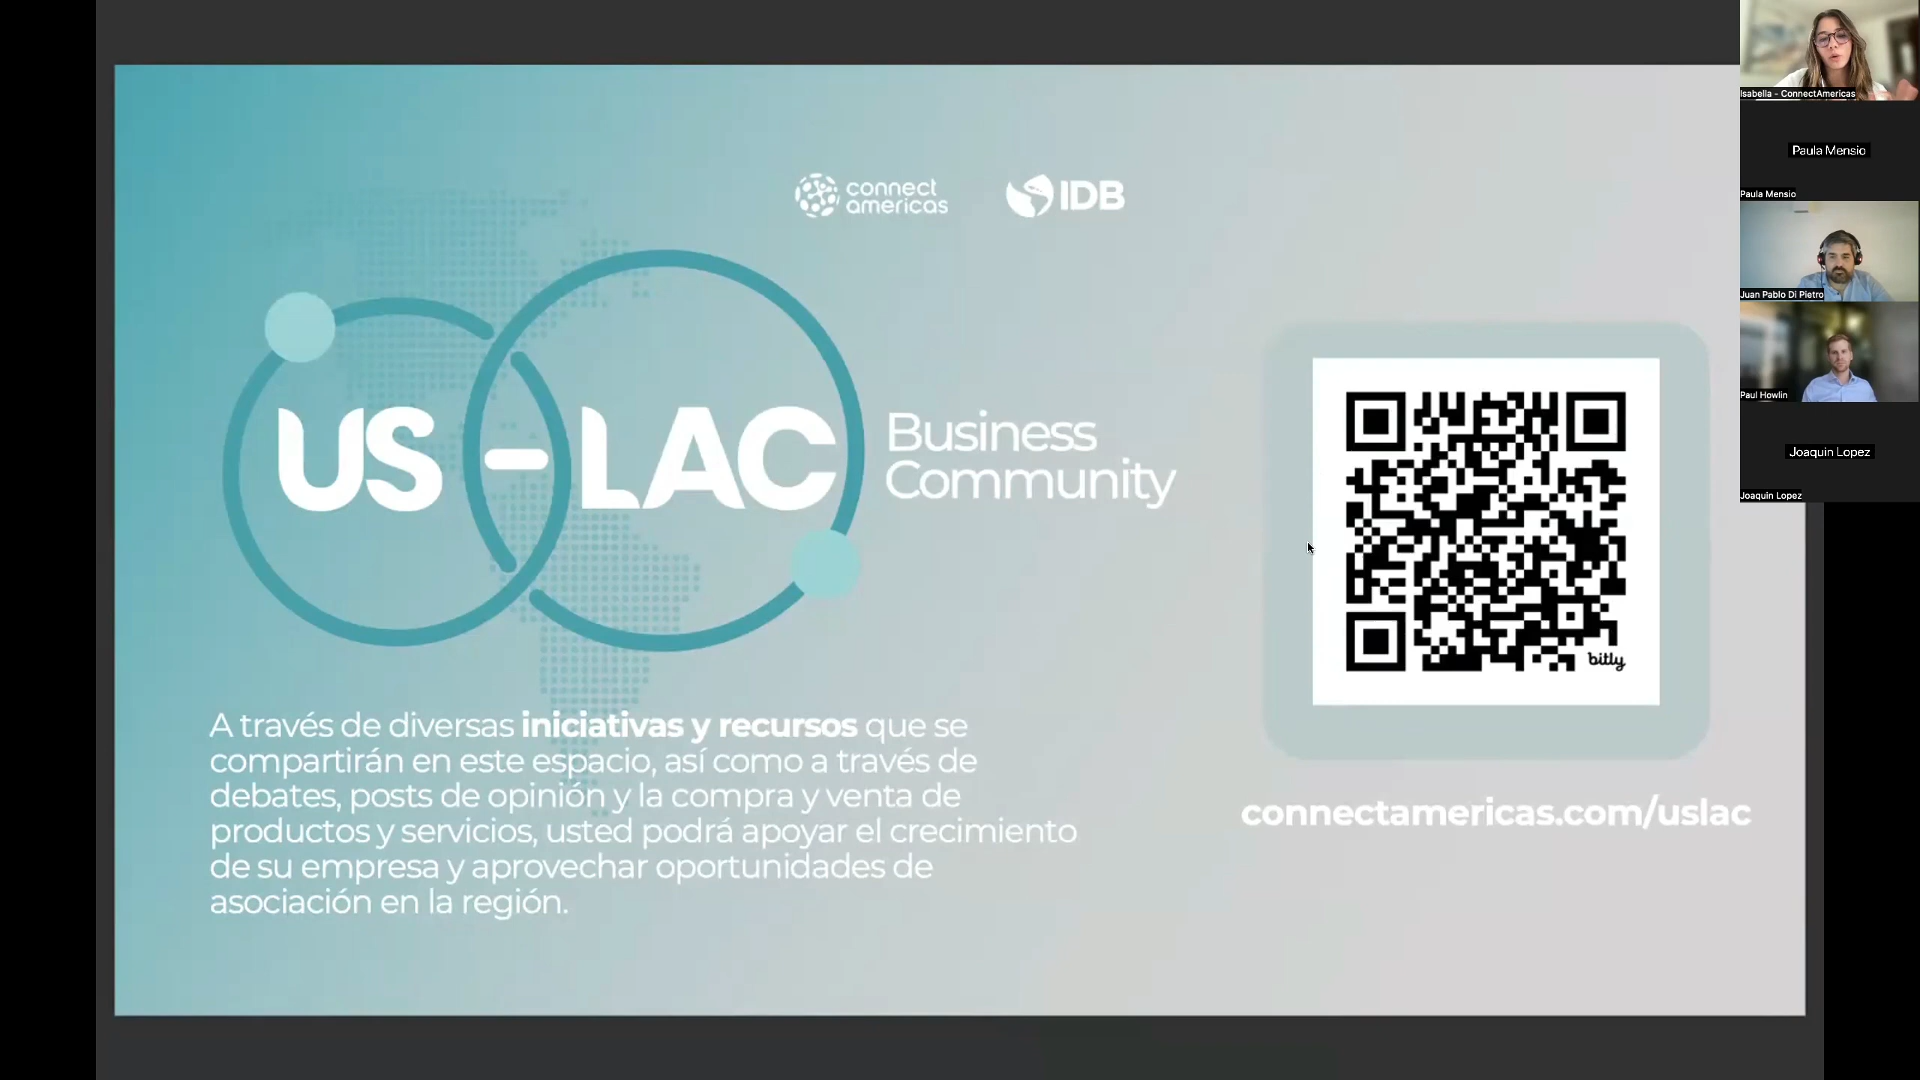 connect
americas
IDB
US - LAC
Business
Community
A través de diversas iniciativas y recursos que se
compartirán en este espacio, así como a través de
debates, posts de opinión y la compra y venta de
productos y servicios, usted podrá apoyar el crecimiento
de su empresa y aprovechar oportunidades de
asociación en la región.
bitly
connectamericas.com/uslac
Isabella - ConnectAmericas
Paula Mensio
Paula Mensio
Juan Pablo Di Pietro
Paul Howlin
Joaquin Lopez
Joaquin Lopez